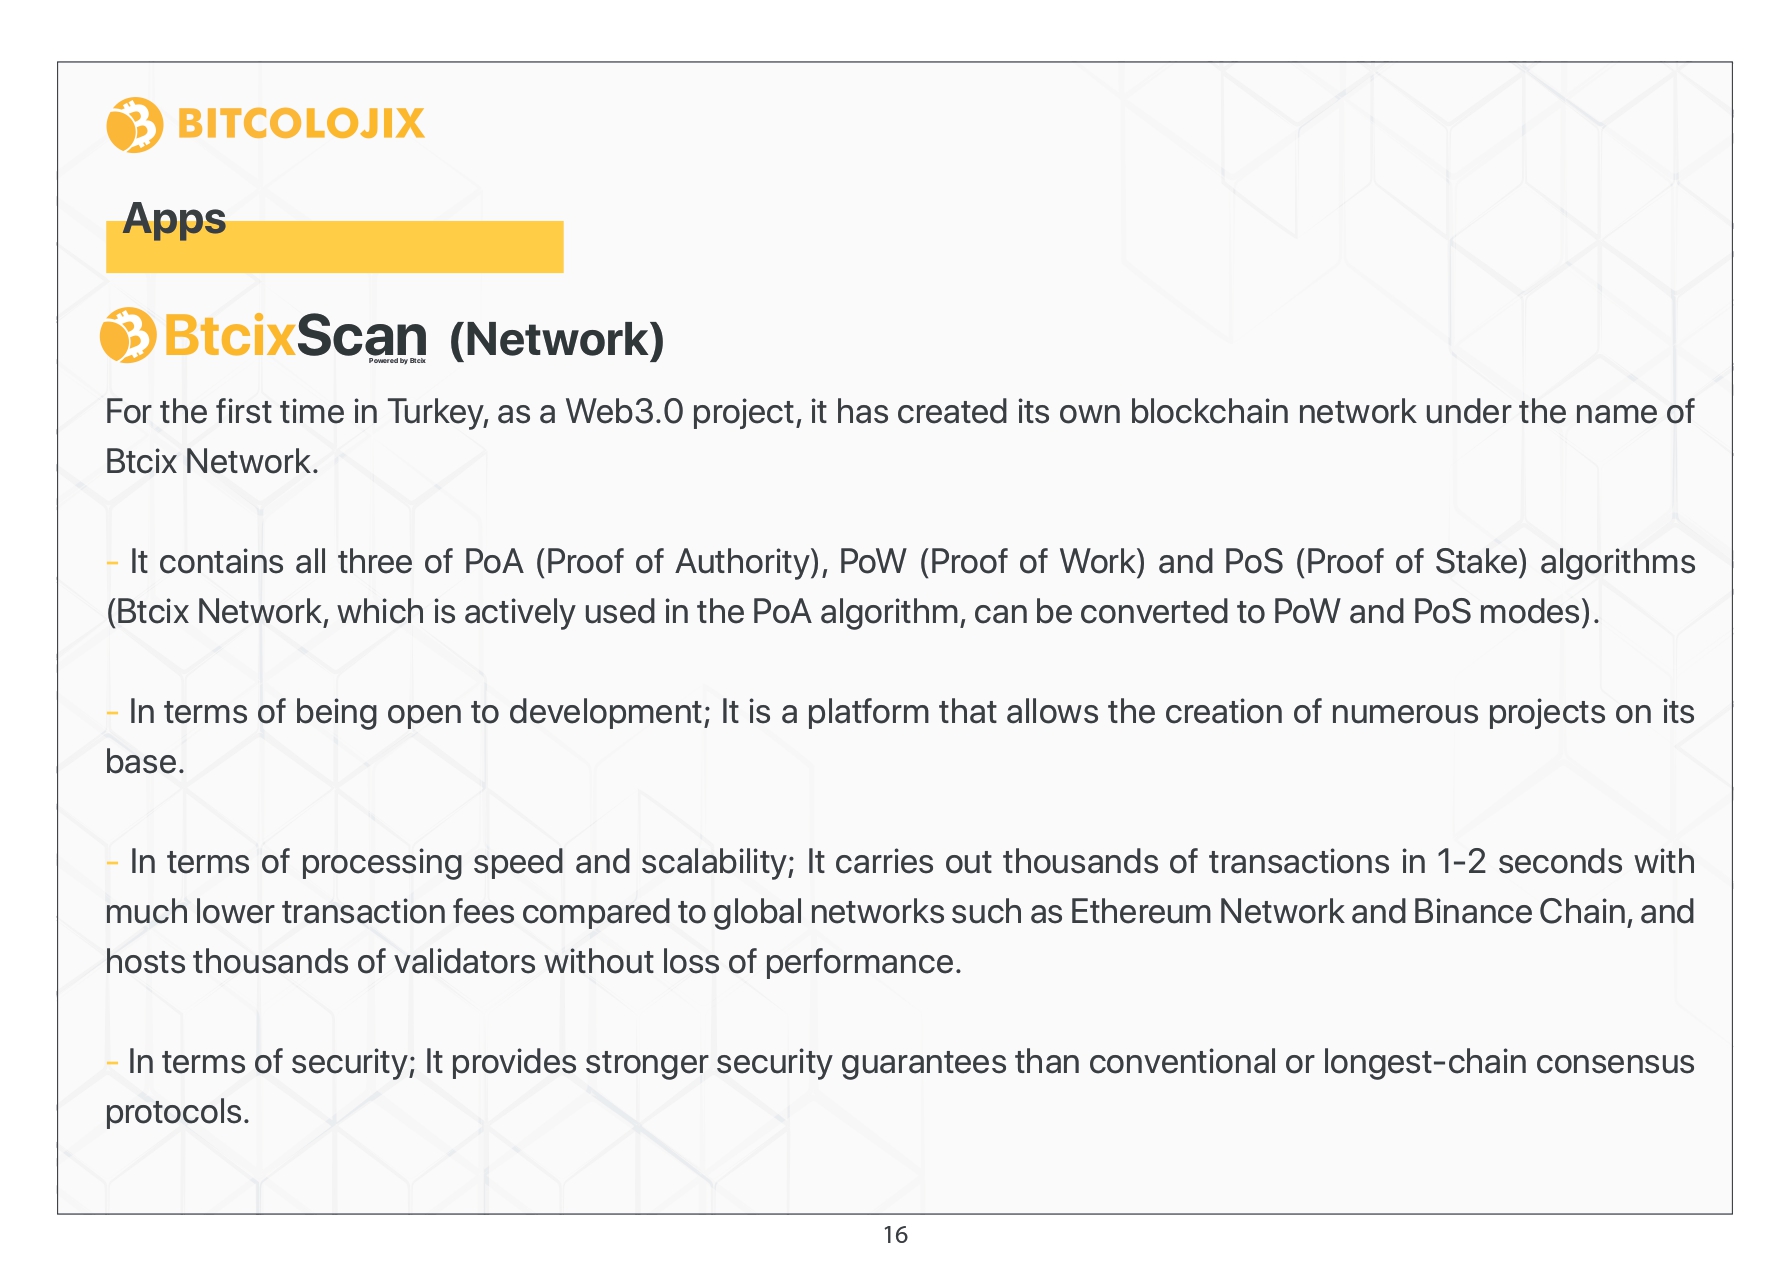 BITCOLOJIX
Apps
BtcixScan (Network)
Powered by Btcix
For the first time in Turkey, as a Web3.0 project, it has created its own blockchain network under the name of
Btcix Network.
- It contains all three of PoA (Proof of Authority), PoW (Proof of Work) and PoS (Proof of Stake) algorithms
(Btcix Network, which is actively used in the PoA algorithm, can be converted to PoW and PoS modes).
- In terms of being open to development; It is a platform that allows the creation of numerous projects on its
base.
- In terms of processing speed and scalability; It carries out thousands of transactions in 1-2 seconds with
much lower transaction fees compared to global networks such as Ethereum Network and Binance Chain, and
hosts thousands of validators without loss of performance.
- In terms of security; It provides stronger security guarantees than conventional or longest-chain consensus
protocols.
16